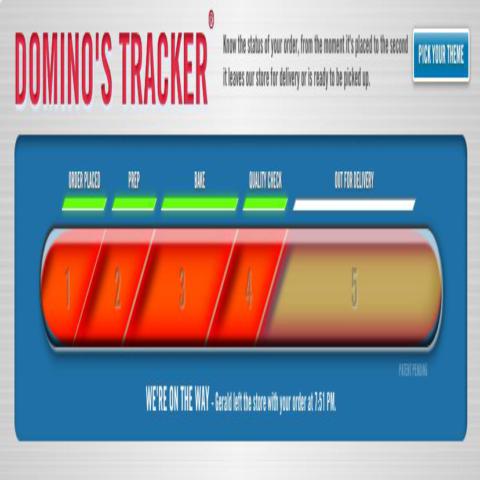 DOMINO'S TRACKER®
Know the status of your order, from the moment it's placed to the second
it leaves our store for delivery or is ready to be picked up.
PICK YOUR THEME
ORDER PLACED PREP BAKE QUALITY CHECK OUT FOR DELIVERY
1 2 3 4 5
PATENT PENDING
WE'RE ON THE WAY - Gerald left the store with your order at 7:51 PM.